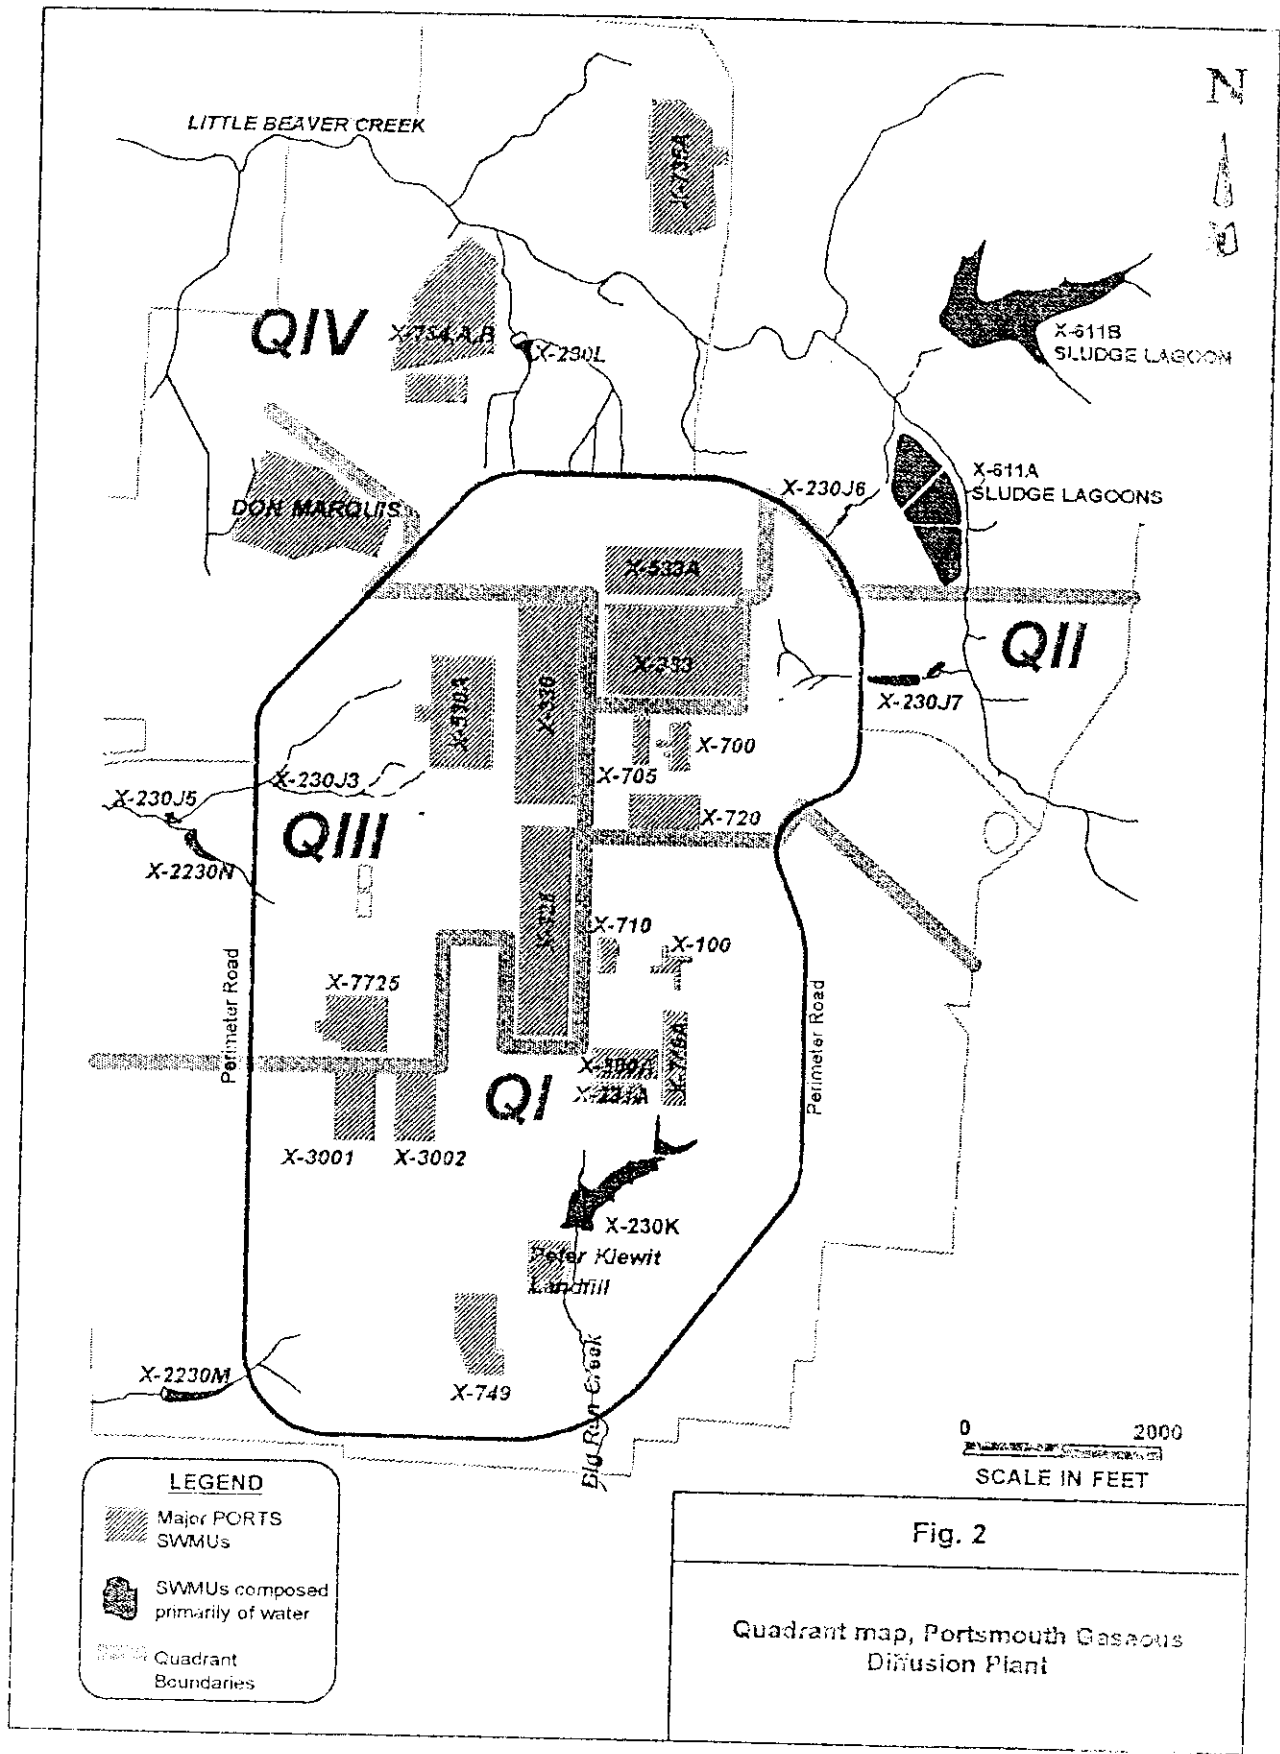 N
LITTLE BEAVER CREEK
X-735A
QIV
X-734,A,B
X-230L
X-611B
SLUDGE LAGOON
X-611A
SLUDGE LAGOONS
X-230J6
DON MARQUIS
X-533A
X-333
QII
X-230J7
X-530A
X-330
X-700
X-705
X-720
X-230J3
X-230J5
X-2230N
QIII
X-326
X-710
X-100
X-7725
Perimeter Road
Perimeter Road
QI
X-3001
X-3002
X-230K
Peter Kiewit
Landfill
Big Run Creek
X-2230M
X-749
0 2000
SCALE IN FEET
LEGEND
Major PORTS
SWMUs
SWMUs composed
primarily of water
Quadrant
Boundaries
Fig. 2
Quadrant map, Portsmouth Gaseous
Diffusion Plant